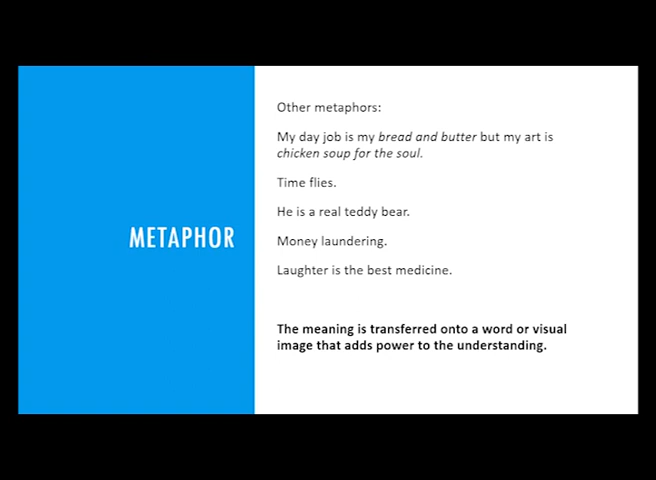 METAPHOR
Other metaphors:
My day job is my bread and butter but my art is
chicken soup for the soul.
Time flies.
He is a real teddy bear.
Money laundering.
Laughter is the best medicine.
The meaning is transferred onto a word or visual
image that adds power to the understanding.